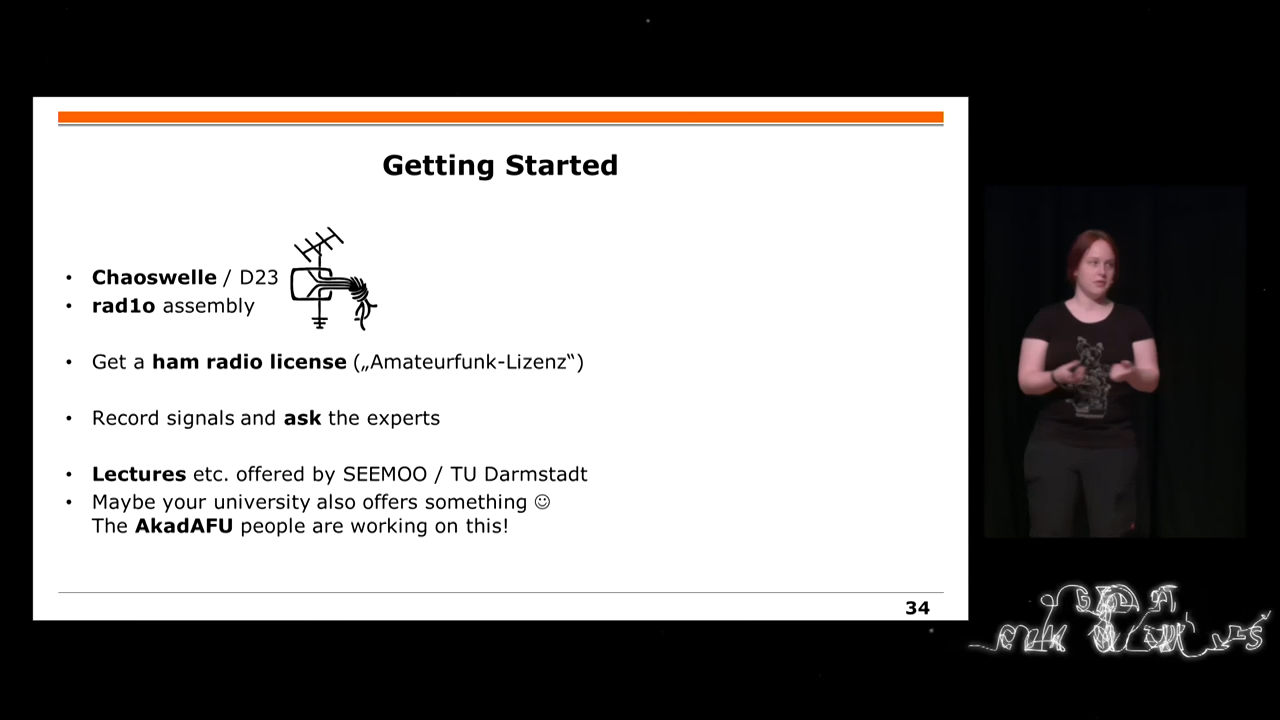 Getting Started
• Chaoswelle / D23
• rad1o assembly
• Get a ham radio license („Amateurfunk-Lizenz“)
• Record signals and ask the experts
• Lectures etc. offered by SEEMOO / TU Darmstadt
• Maybe your university also offers something ☺
The AkadAFU people are working on this!
34